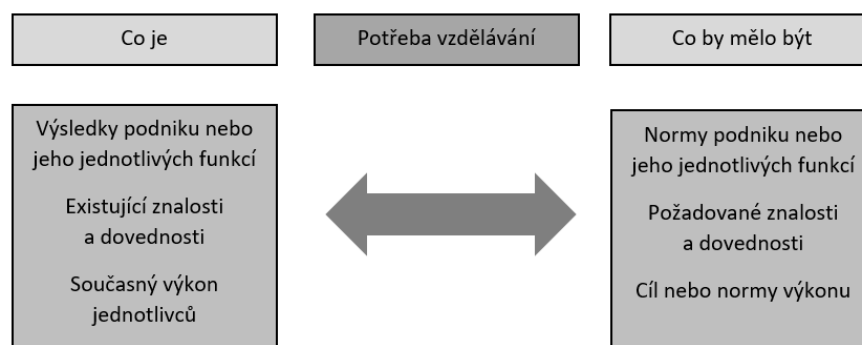 Co je
Potřeba vzdělávání
Co by mělo být
Výsledky podniku nebo
jeho jednotlivých funkcí
Existující znalosti
a dovednosti
Současný výkon
jednotlivců
Normy podniku nebo
jeho jednotlivých funkcí
Požadované znalosti
a dovednosti
Cíl nebo normy výkonu